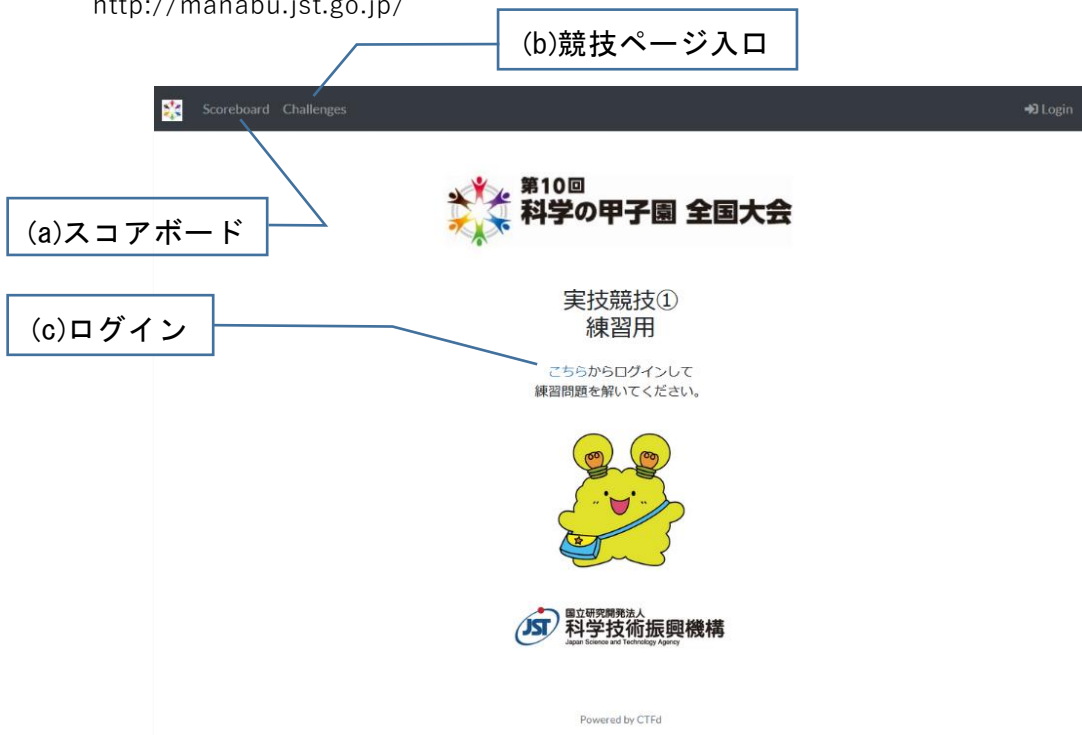 http://manabu.jst.go.jp/
(b)競技ページ入口
Scoreboard Challenges
Login
第10回
科学の甲子園 全国大会
(a)スコアボード
実技競技①
練習用
(c)ログイン
こちらからログインして
練習問題を解いてください。
JST
国立研究開発法人
科学技術振興機構
Japan Science and Technology Agency
Powered by CTFd